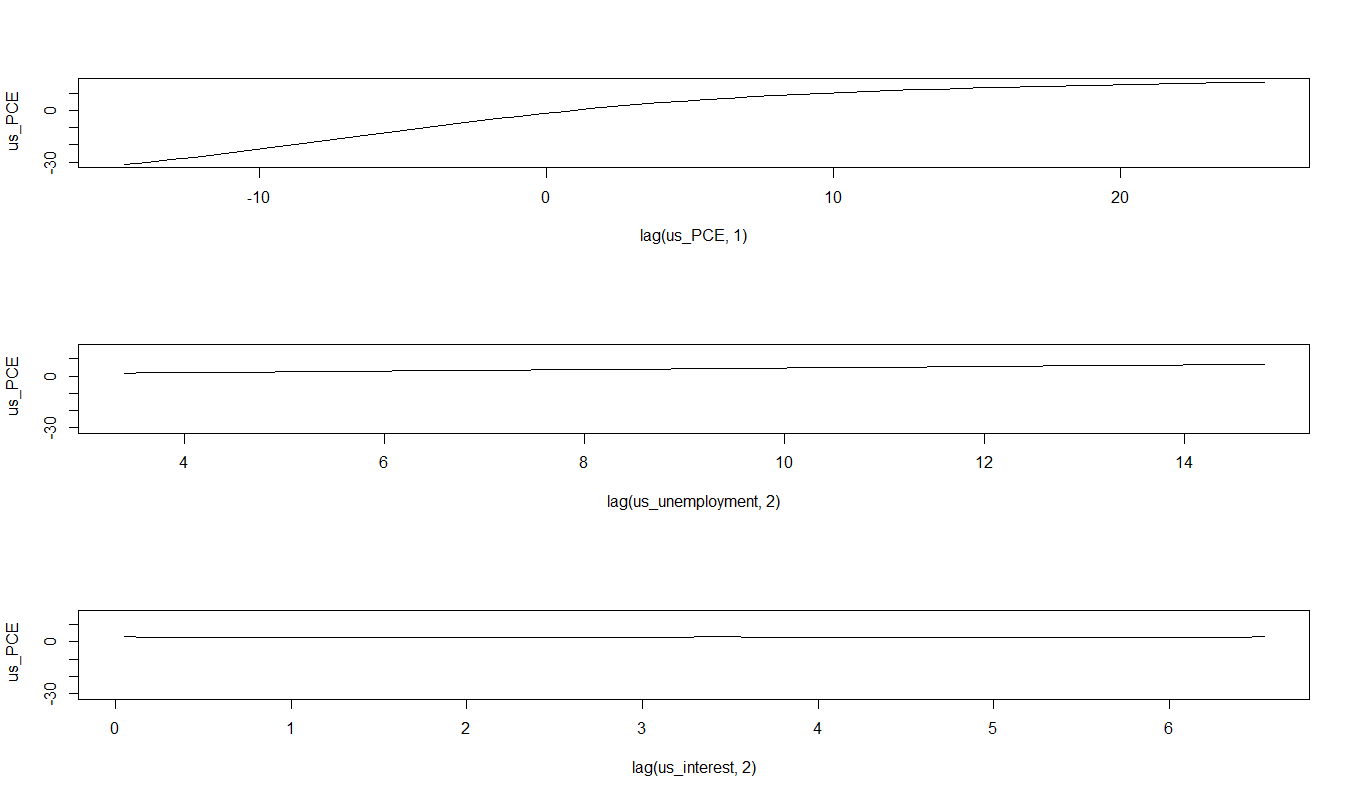 us_PCE
0
-30
-10 0 10 20
lag(us_PCE, 1)
us_PCE
0
-30
4 6 8 10 12 14
lag(us_unemployment, 2)
us_PCE
0
-30
0 1 2 3 4 5 6
lag(us_interest, 2)